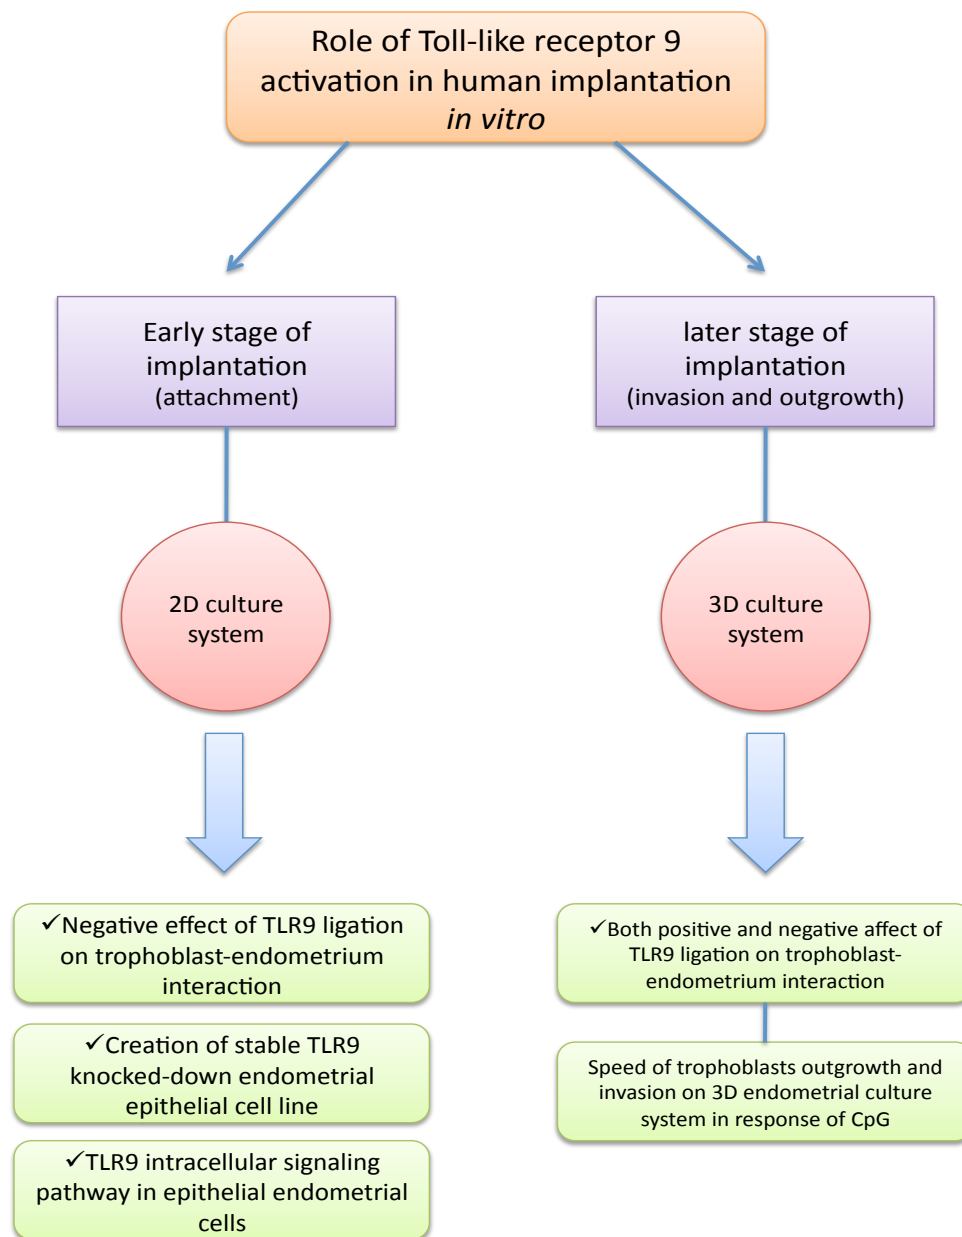 Role of Toll-like receptor 9
activation in human implantation
in vitro
Early stage of
implantation
(attachment)
later stage of
implantation
(invasion and outgrowth)
2D culture
system
3D culture
system
✓Negative effect of TLR9 ligation
on trophoblast-endometrium
interaction
✓Creation of stable TLR9
knocked-down endometrial
epithelial cell line
✓TLR9 intracellular signaling
pathway in epithelial endometrial
cells
✓Both positive and negative affect of
TLR9 ligation on trophoblast-
endometrium interaction
Speed of trophoblasts outgrowth and
invasion on 3D endometrial culture
system in response of CpG